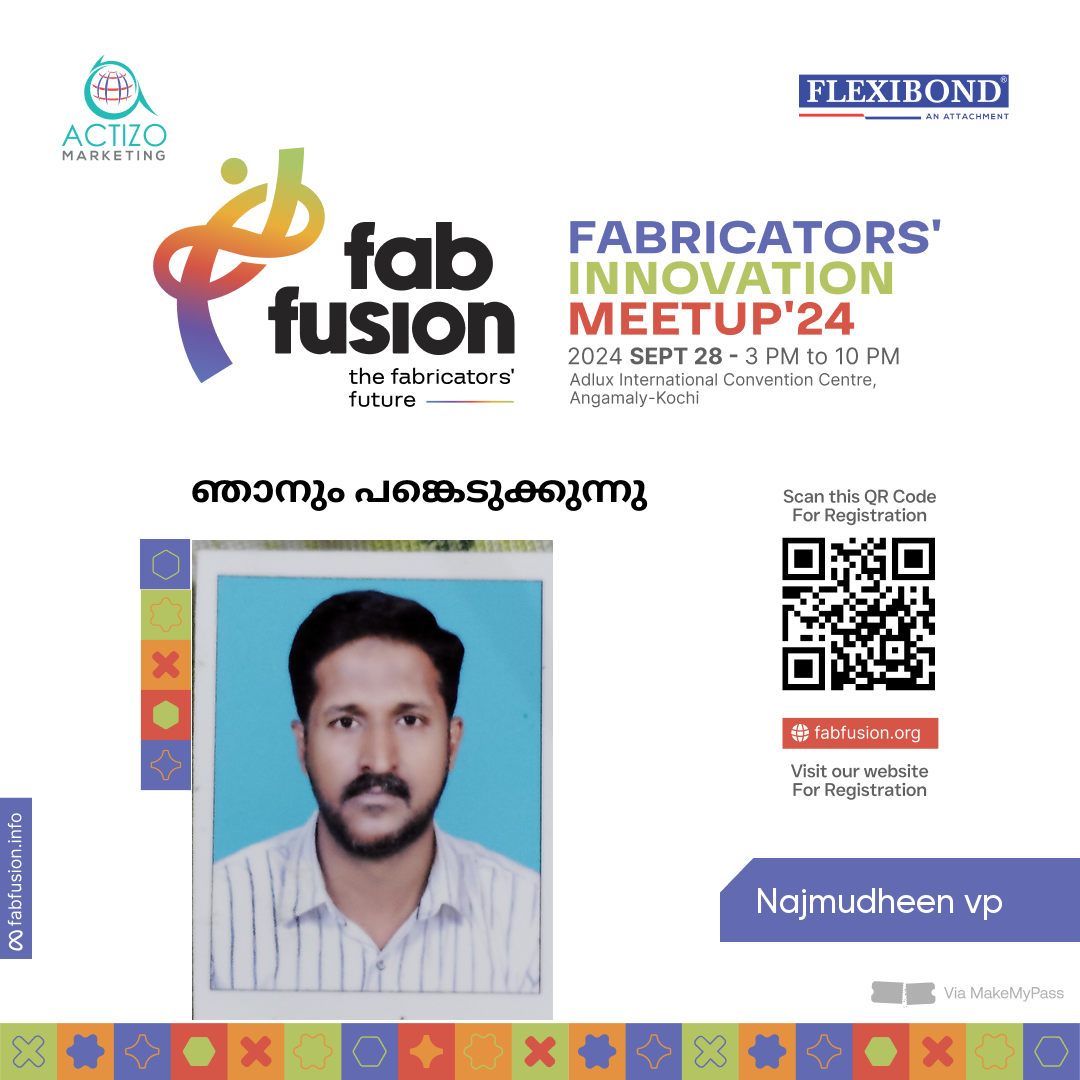 ACTIZO
MARKETING
FLEXIBOND®
AN ATTACHMENT
fab
fusion
the fabricators'
future
FABRICATORS'
INNOVATION
MEETUP'24
2024 SEPT 28 - 3 PM to 10 PM
Adlux International Convention Centre,
Angamaly-Kochi
ഞാനും പങ്കെടുക്കുന്നു
Scan this QR Code
For Registration
fabfusion.org
Visit our website
For Registration
fabfusion.info
Najmudheen vp
Via MakeMyPass